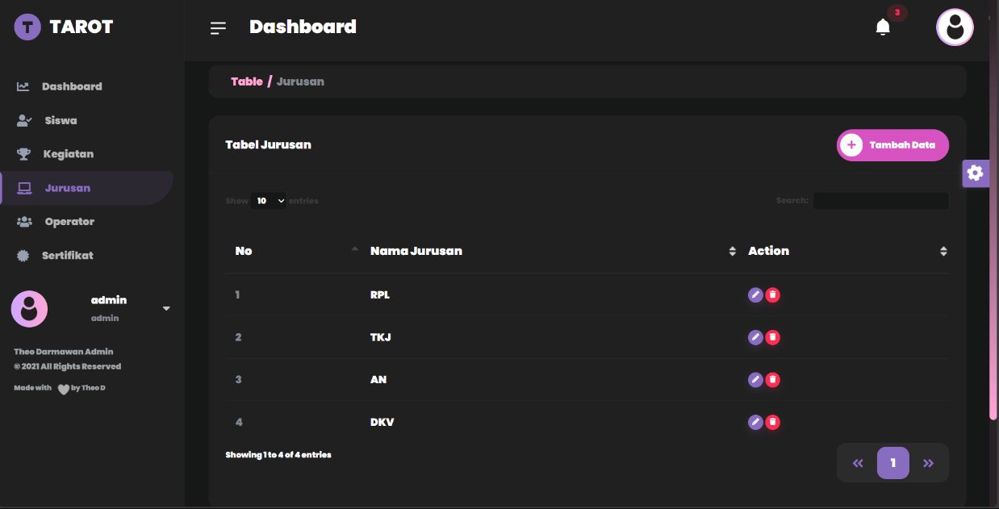 T TAROT
Dashboard
3
Dashboard
Siswa
Kegiatan
Jurusan
Operator
Sertifikat
admin
admin
Theo Darmawan Admin
© 2021 All Rights Reserved
Made with by Theo D
Table / Jurusan
Tabel Jurusan
+ Tambah Data
Show 10 entries
Search:
No Nama Jurusan Action
1 RPL
2 TKJ
3 AN
4 DKV
Showing 1 to 4 of 4 entries
« 1 »